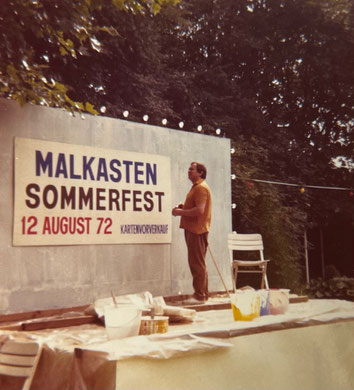 MALKASTEN
SOMMERFEST
12 AUGUST 72 KARTENVORVERKAUF